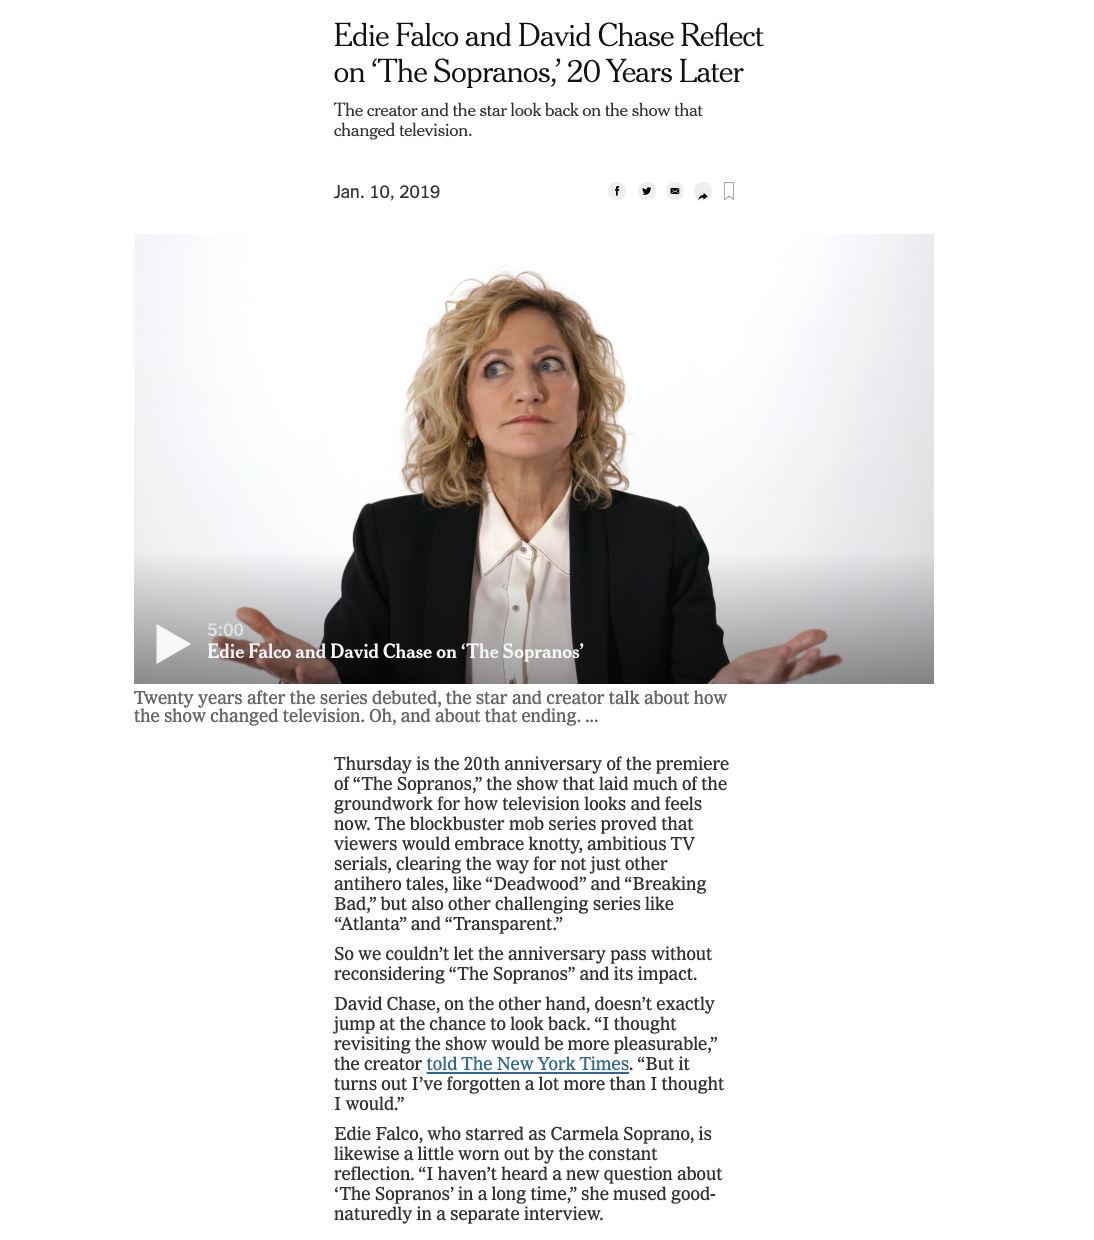 Edie Falco and David Chase Reflect
on ‘The Sopranos,’ 20 Years Later
The creator and the star look back on the show that
changed television.
Jan. 10, 2019
5:00
Edie Falco and David Chase on ‘The Sopranos’
Twenty years after the series debuted, the star and creator talk about how
the show changed television. Oh, and about that ending. ...
Thursday is the 20th anniversary of the premiere
of “The Sopranos,” the show that laid much of the
groundwork for how television looks and feels
now. The blockbuster mob series proved that
viewers would embrace knotty, ambitious TV
serials, clearing the way for not just other
antihero tales, like “Deadwood” and “Breaking
Bad,” but also other challenging series like
“Atlanta” and “Transparent.”
So we couldn’t let the anniversary pass without
reconsidering “The Sopranos” and its impact.
David Chase, on the other hand, doesn’t exactly
jump at the chance to look back. “I thought
revisiting the show would be more pleasurable,”
the creator told The New York Times. “But it
turns out I’ve forgotten a lot more than I thought
I would.”
Edie Falco, who starred as Carmela Soprano, is
likewise a little worn out by the constant
reflection. “I haven’t heard a new question about
‘The Sopranos’ in a long time,” she mused good-
naturedly in a separate interview.